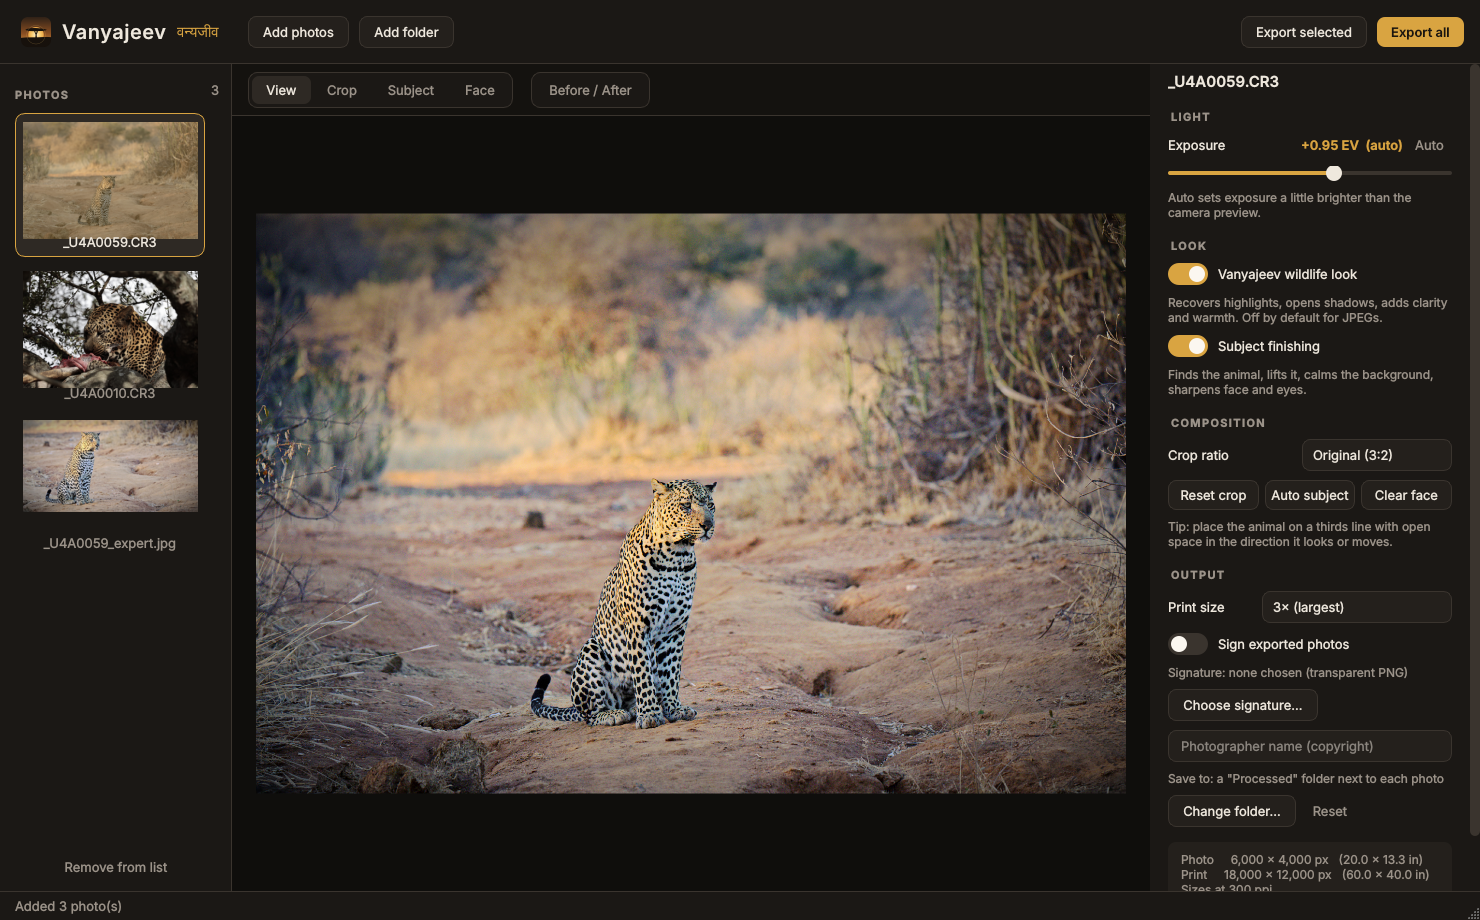 Vanyajeev वन्यजीव
Add photos
Add folder
Export selected
Export all
PHOTOS
3
_U4A0059.CR3
_U4A0010.CR3
_U4A0059_expert.jpg
Remove from list
View
Crop
Subject
Face
Before / After
_U4A0059.CR3
LIGHT
Exposure
+0.95 EV (auto)
Auto
Auto sets exposure a little brighter than the
camera preview.
LOOK
Vanyajeev wildlife look
Recovers highlights, opens shadows, adds clarity
and warmth. Off by default for JPEGs.
Subject finishing
Finds the animal, lifts it, calms the background,
sharpens face and eyes.
COMPOSITION
Crop ratio
Original (3:2)
Reset crop
Auto subject
Clear face
Tip: place the animal on a thirds line with open
space in the direction it looks or moves.
OUTPUT
Print size
3× (largest)
Sign exported photos
Signature: none chosen (transparent PNG)
Choose signature...
Photographer name (copyright)
Save to: a "Processed" folder next to each photo
Change folder...
Reset
Photo 6,000 × 4,000 px (20.0 × 13.3 in)
Print 18,000 × 12,000 px (60.0 × 40.0 in)
Sizes at 300 ppi
Added 3 photo(s)